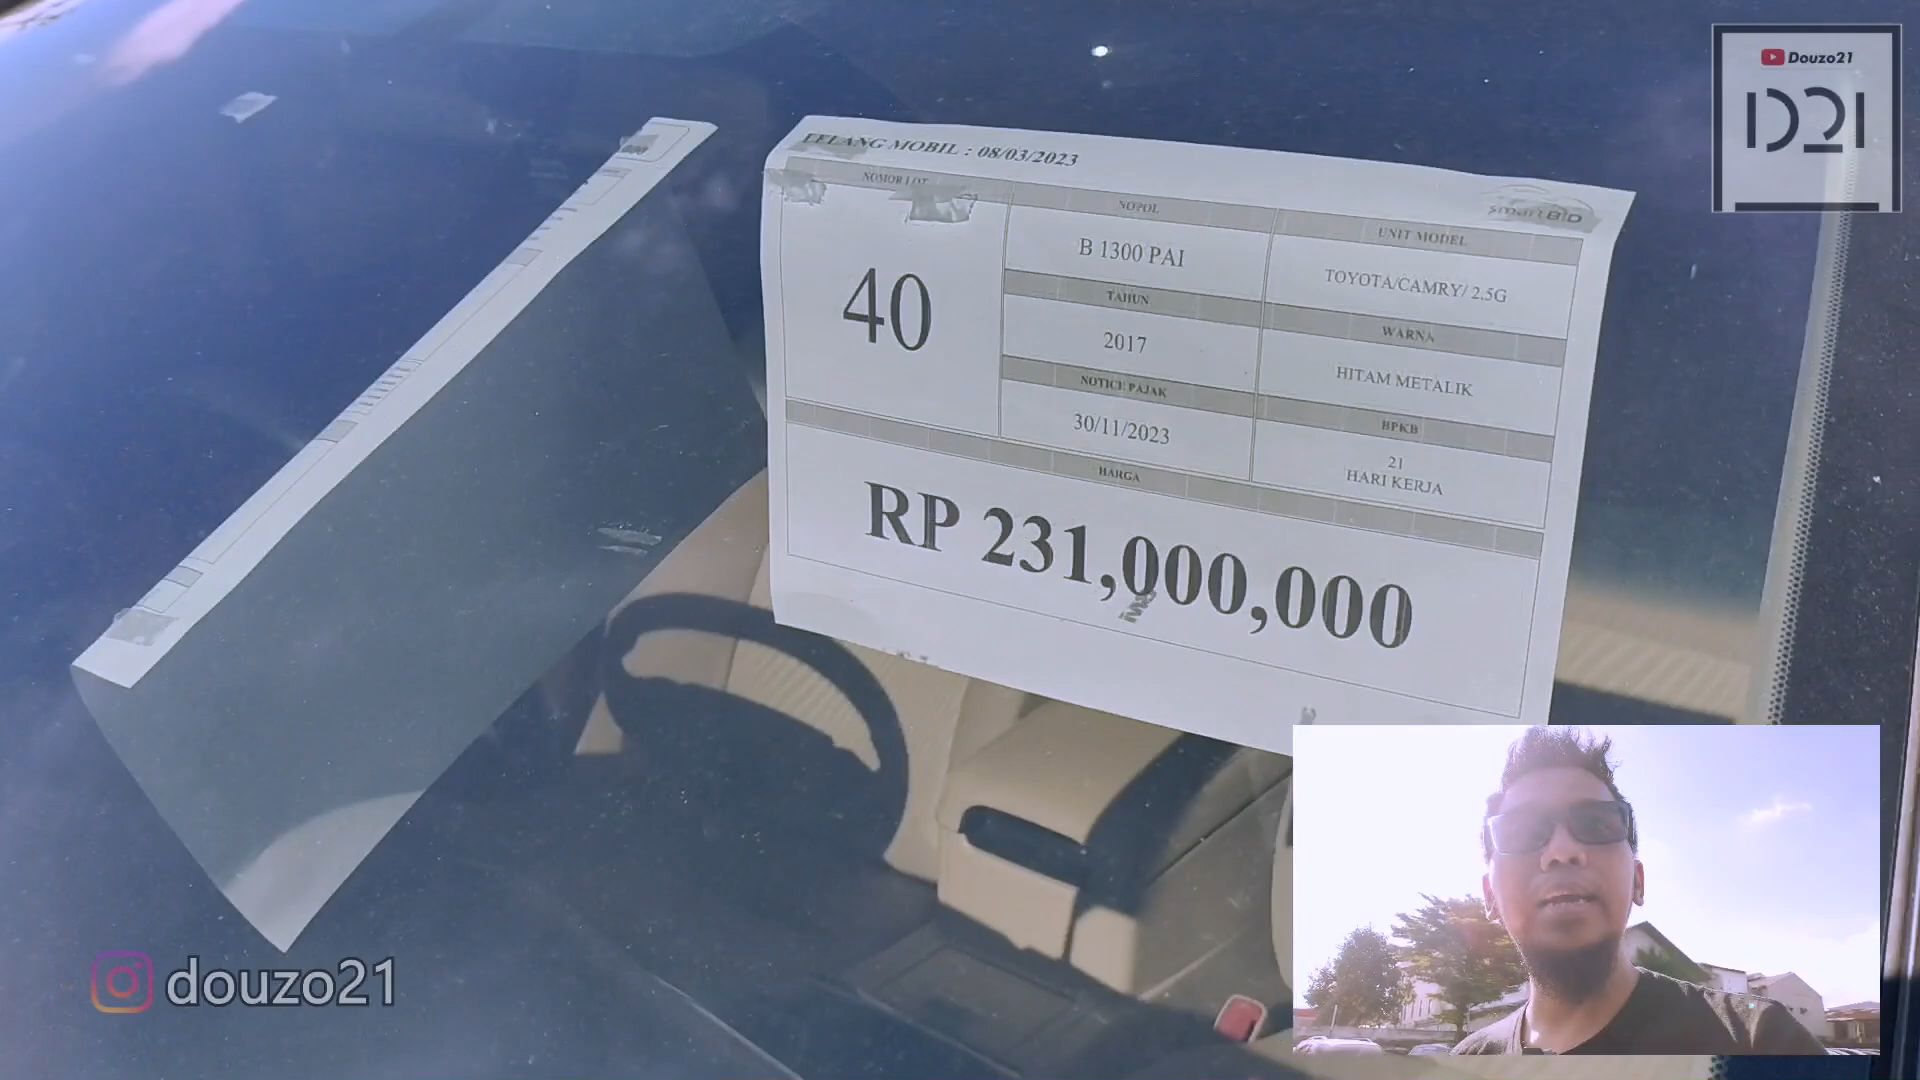 Douzo21
D21
LELANG MOBIL : 08/03/2023
smartBID
NOMOR LOT
40
NOPOL
B 1300 PAI
UNIT MODEL
TOYOTA/CAMRY/ 2.5G
TAHUN
2017
WARNA
HITAM METALIK
NOTICE PAJAK
30/11/2023
BPKB
21
HARI KERJA
HARGA
RP 231,000,000
douzo21